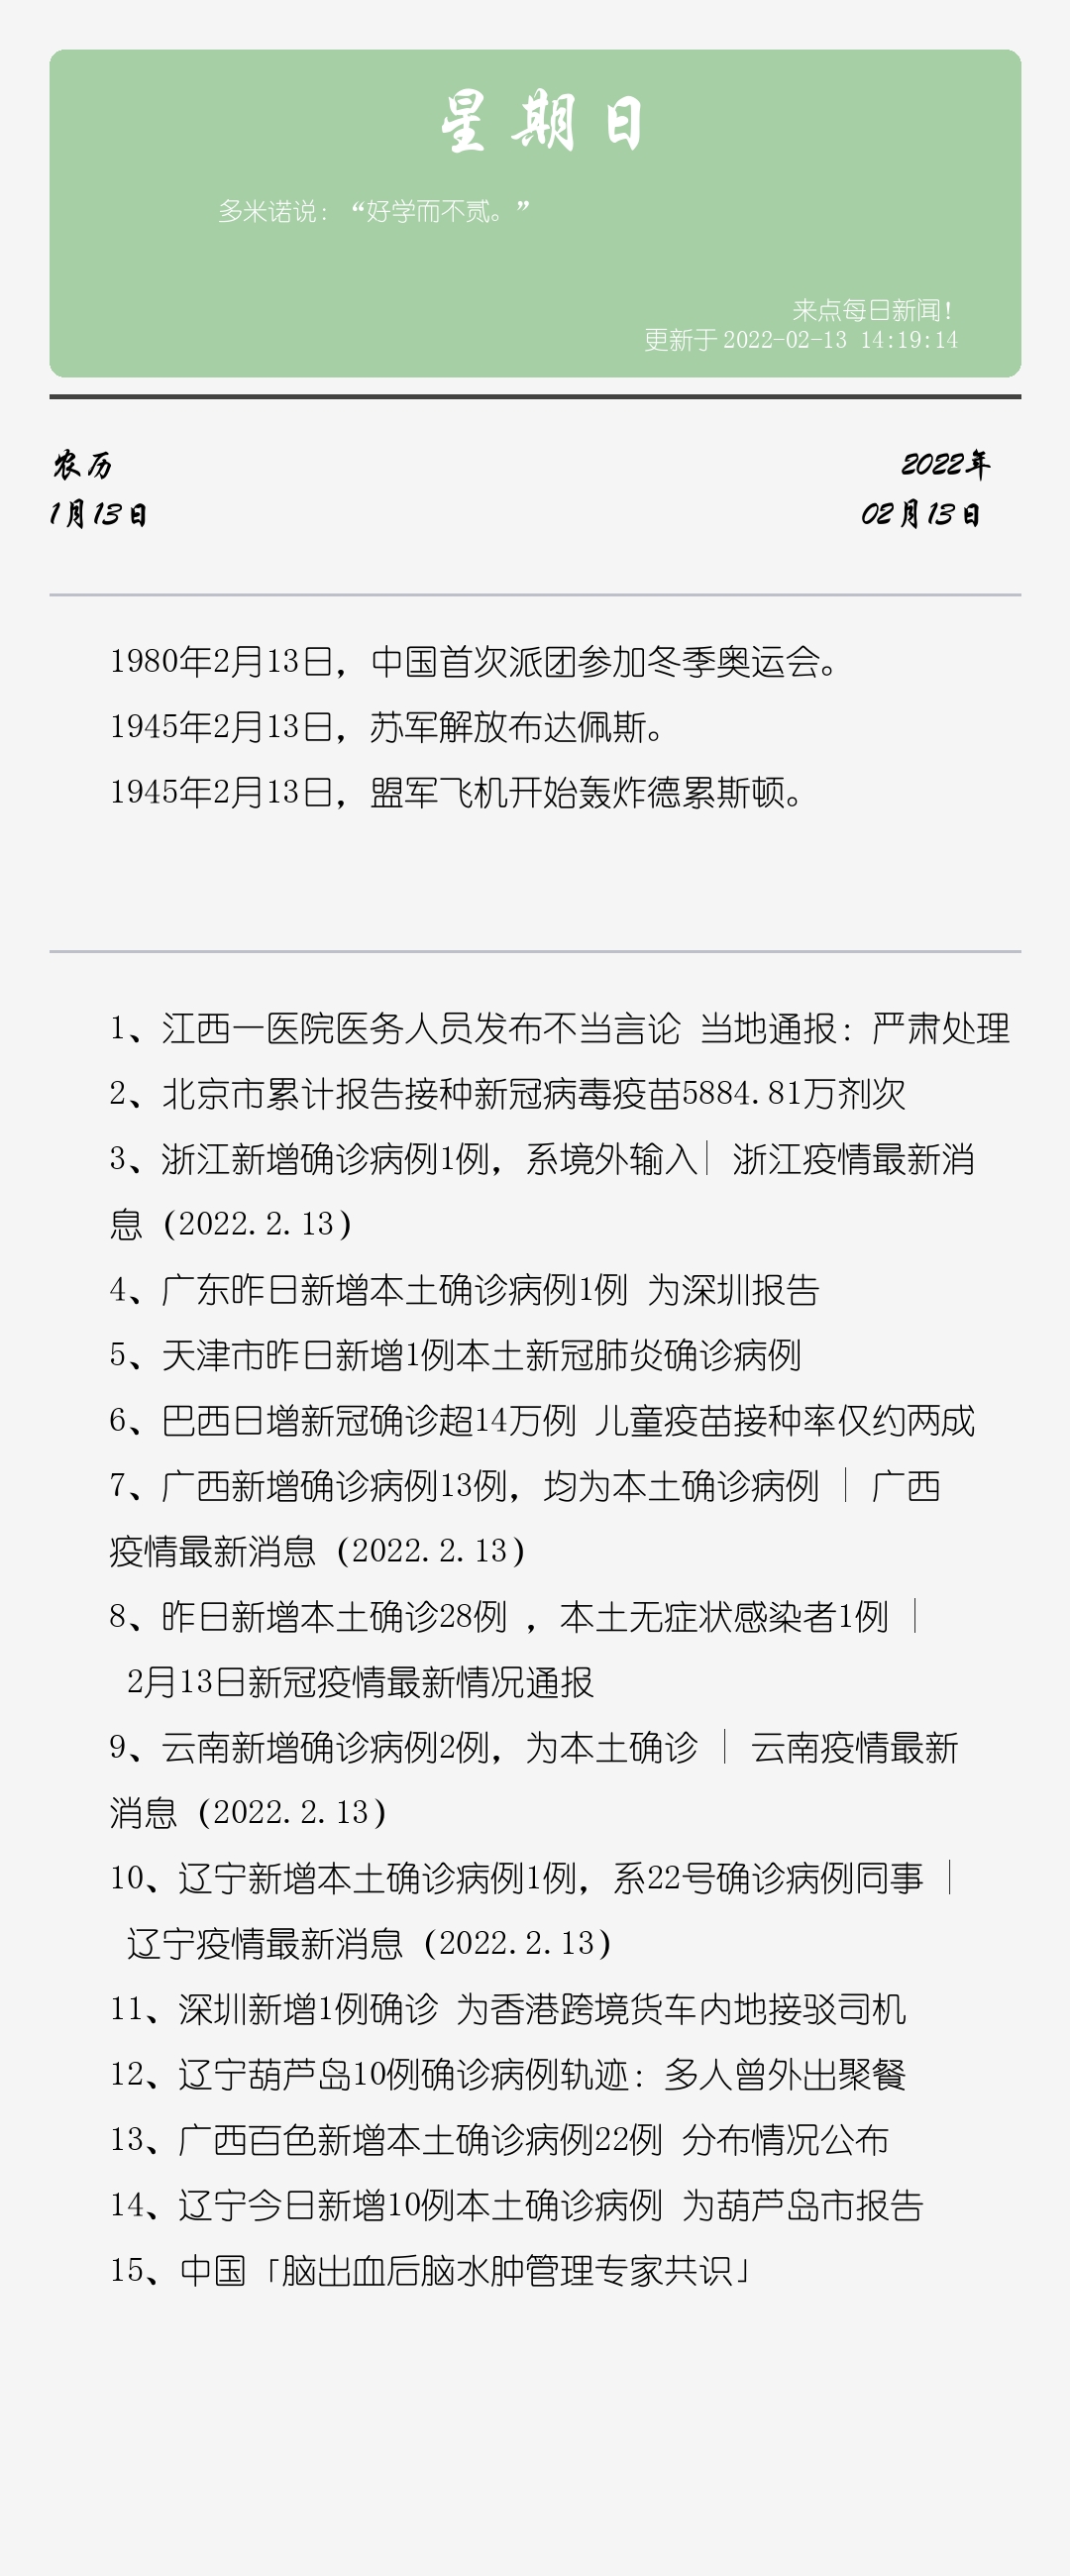 星期日
多米诺说：“好学而不贰。”
来点每日新闻！
更新于 2022-02-13 14:19:14
农历
2022年
1月13日
02月13日
1980年2月13日，中国首次派团参加冬季奥运会。
1945年2月13日，苏军解放布达佩斯。
1945年2月13日，盟军飞机开始轰炸德累斯顿。
1、江西一医院医务人员发布不当言论 当地通报：严肃处理
2、北京市累计报告接种新冠病毒疫苗5884.81万剂次
3、浙江新增确诊病例1例，系境外输入| 浙江疫情最新消
息（2022.2.13）
4、广东昨日新增本土确诊病例1例 为深圳报告
5、天津市昨日新增1例本土新冠肺炎确诊病例
6、巴西日增新冠确诊超14万例 儿童疫苗接种率仅约两成
7、广西新增确诊病例13例，均为本土确诊病例 | 广西
疫情最新消息（2022.2.13）
8、昨日新增本土确诊28例 ，本土无症状感染者1例 |
2月13日新冠疫情最新情况通报
9、云南新增确诊病例2例，为本土确诊 | 云南疫情最新
消息（2022.2.13）
10、辽宁新增本土确诊病例1例，系22号确诊病例同事 |
辽宁疫情最新消息（2022.2.13）
11、深圳新增1例确诊 为香港跨境货车内地接驳司机
12、辽宁葫芦岛10例确诊病例轨迹：多人曾外出聚餐
13、广西百色新增本土确诊病例22例 分布情况公布
14、辽宁今日新增10例本土确诊病例 为葫芦岛市报告
15、中国「脑出血后脑水肿管理专家共识」